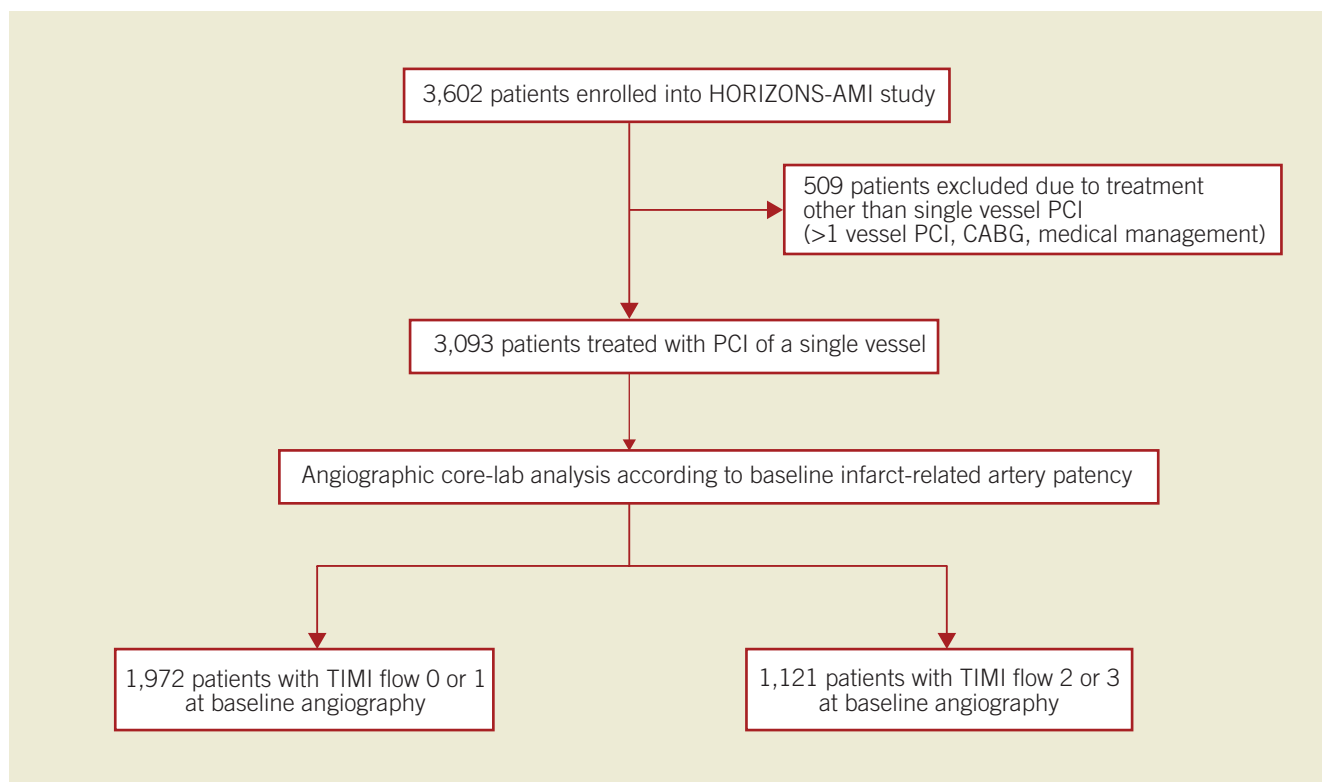 3,602 patients enrolled into HORIZONS-AMI study
509 patients excluded due to treatment
other than single vessel PCI
(>1 vessel PCI, CABG, medical management)
3,093 patients treated with PCI of a single vessel
Angiographic core-lab analysis according to baseline infarct-related artery patency
1,972 patients with TIMI flow 0 or 1
at baseline angiography
1,121 patients with TIMI flow 2 or 3
at baseline angiography